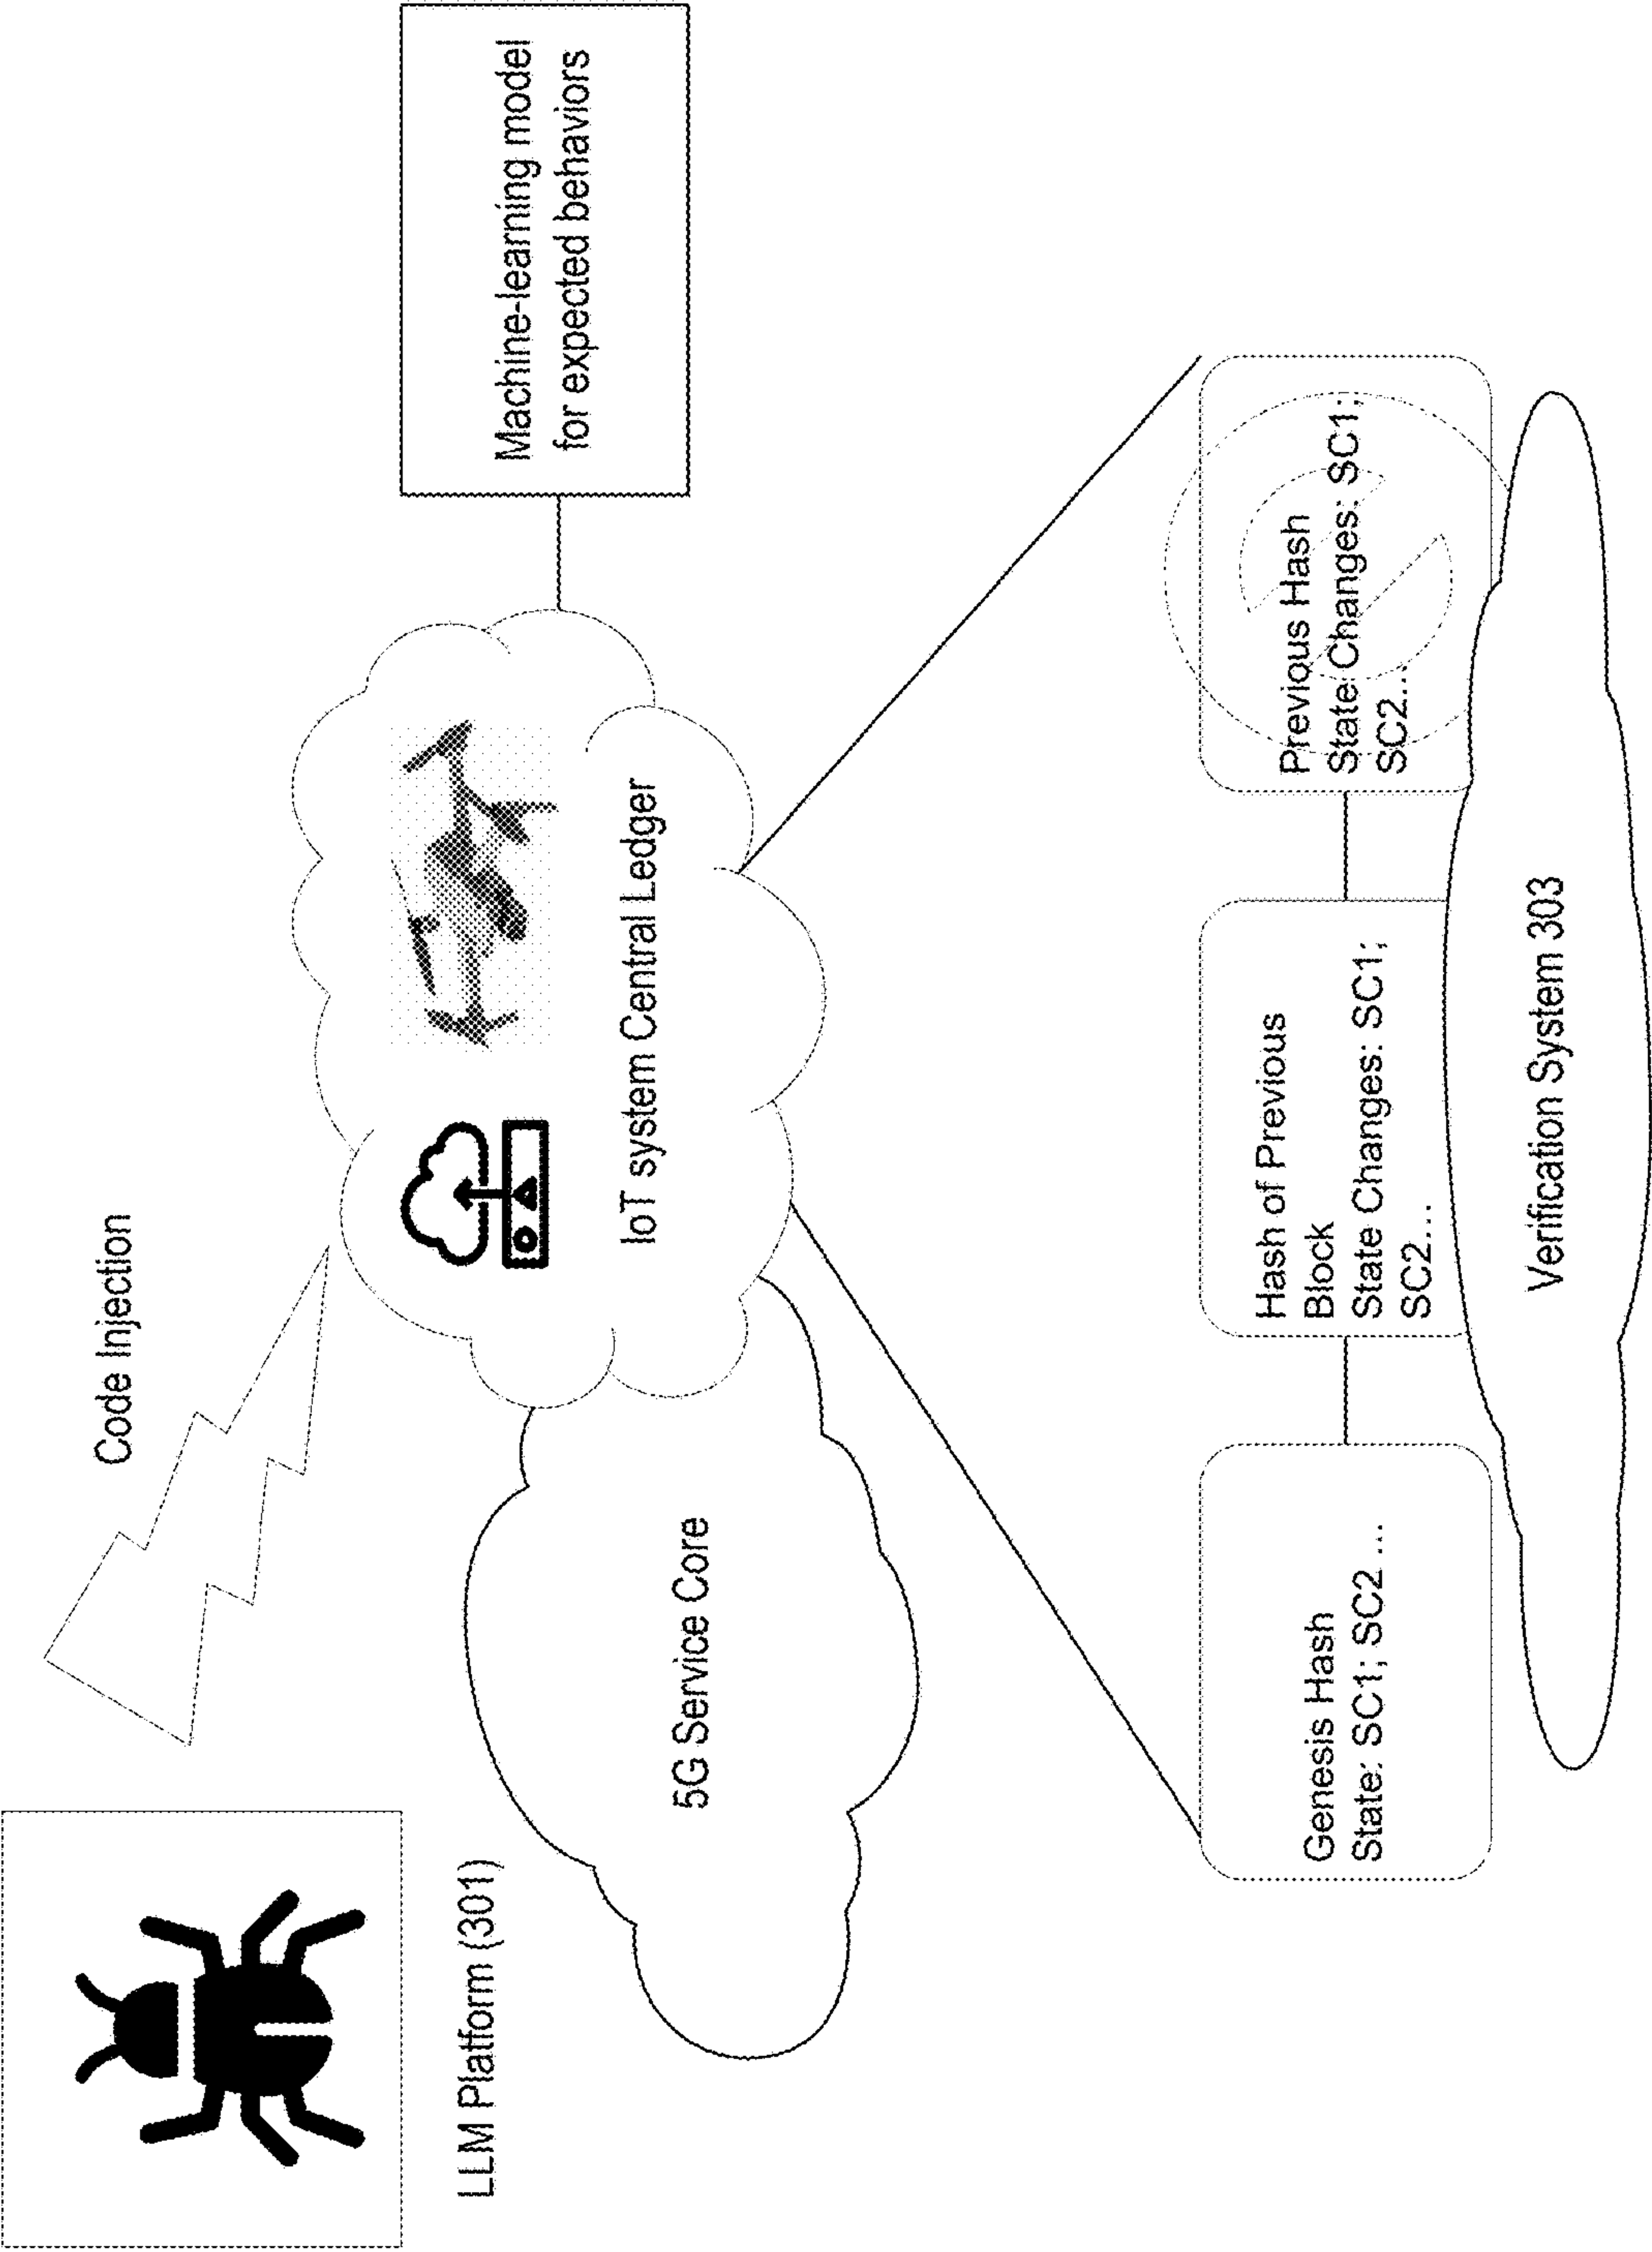 LLM Platform (301)
Code Injection
5G Service Core
IoT system Central Ledger
Machine-learning model
for expected behaviors
Genesis Hash
State: SC1; SC2 ...
Hash of Previous
Block
State Changes: SC1;
SC2...
Previous Hash
State Changes: SC1;
SC2...
Verification System 303